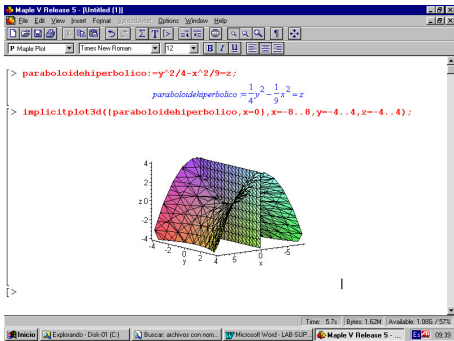 Maple V Release 5 - [Untitled (1)]
File Edit View Insert Format Spreadsheet Options Window Help
P Maple Plot Times New Roman 12 B I U
[> paraboloidehiperbolico:=y^2/4-x^2/9=z;
paraboloidehiperbolico := 1/4 y² - 1/9 x² = z
[> implicitplot3d({paraboloidehiperbolico,x=0},x=-8..8,y=-4..4,z=-4..4);
4
2
z 0
-2
-4
-4 -2 0 2 4 5 0 -5
y x
[>
Time: 5.7s Bytes: 1.62M Available: 1.08G / 57%
Inicio Explorando - Disk-01 (C:) Buscar: archivos con nom... Microsoft Word - LAB-SUP... Maple V Release 5 - ... Es 09:39